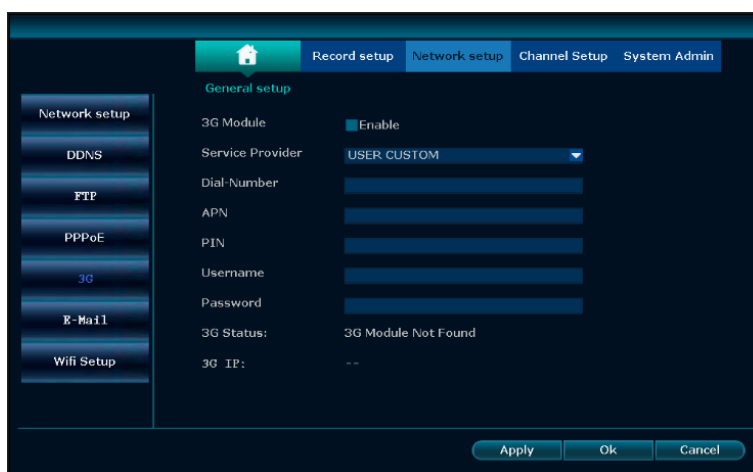 Record setup Network setup Channel Setup System Admin
General setup
Network setup
DDNS
FTP
PPPoE
3G
E-Mail
Wifi Setup
3G Module Enable
Service Provider USER CUSTOM
Dial-Number
APN
PIN
Username
Password
3G Status: 3G Module Not Found
3G IP: --
Apply Ok Cancel